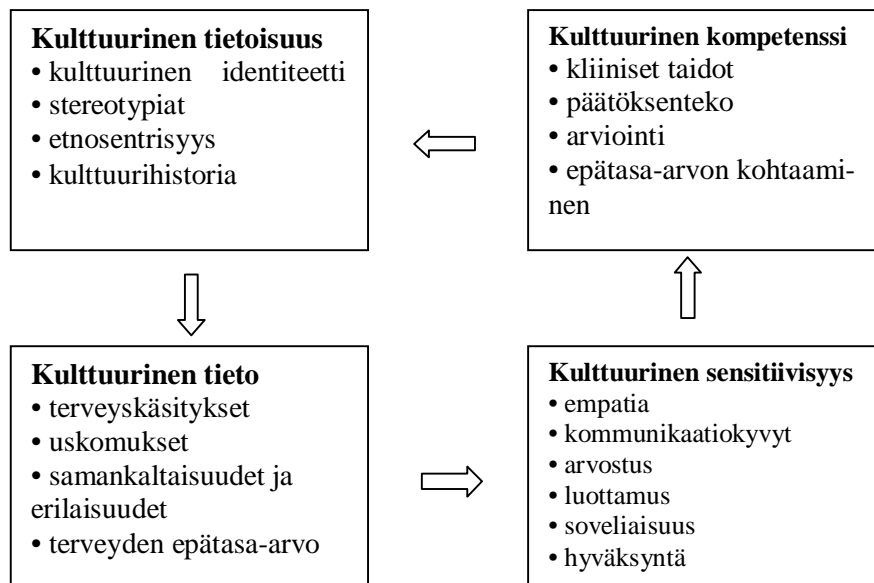 Kulttuurinen tietoisuus
• kulttuurinen identiteetti
• stereotypiat
• etnosentrisyys
• kulttuurihistoria
Kulttuurinen kompetenssi
• kliiniset taidot
• päätöksenteko
• arviointi
• epätasa-arvon kohtaami-
nen
Kulttuurinen tieto
• terveyskäsitykset
• uskomukset
• samankaltaisuudet ja
erilaisuudet
• terveyden epätasa-arvo
Kulttuurinen sensitiivisyys
• empatia
• kommunikaatiokyvyt
• arvostus
• luottamus
• soveliaisuus
• hyväksyntä